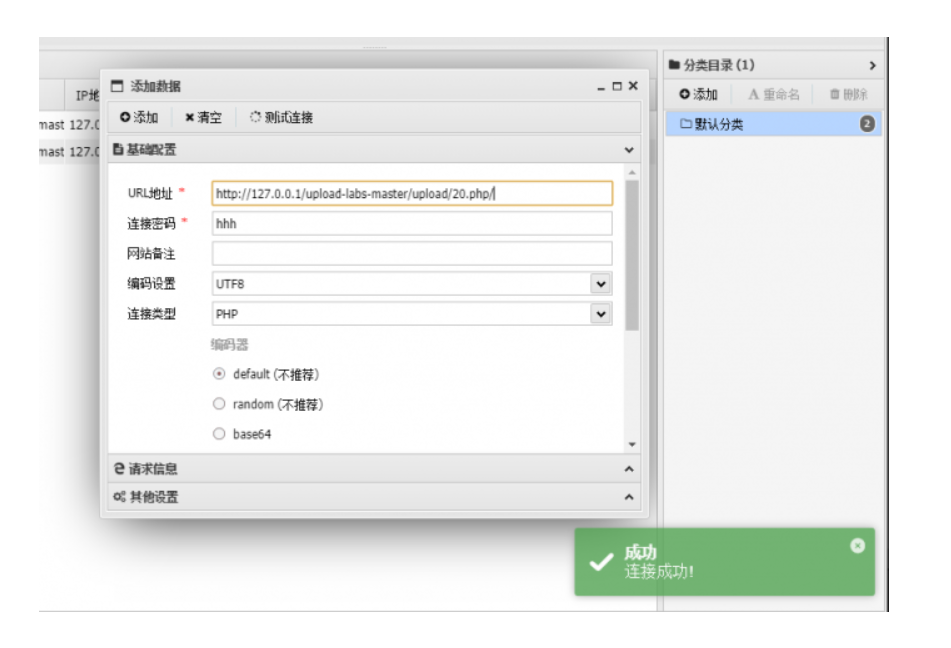 分类目录 (1)
添加数据
IP地
添加 重命名 删除
添加 清空 测试连接
mast 127.0
默认分类 2
mast 127.0
基础配置
URL地址 * http://127.0.0.1/upload-labs-master/upload/20.php/
连接密码 * hhh
网站备注
编码设置 UTF8
连接类型 PHP
编码器
default (不推荐)
random (不推荐)
base64
请求信息
其他设置
成功
连接成功!